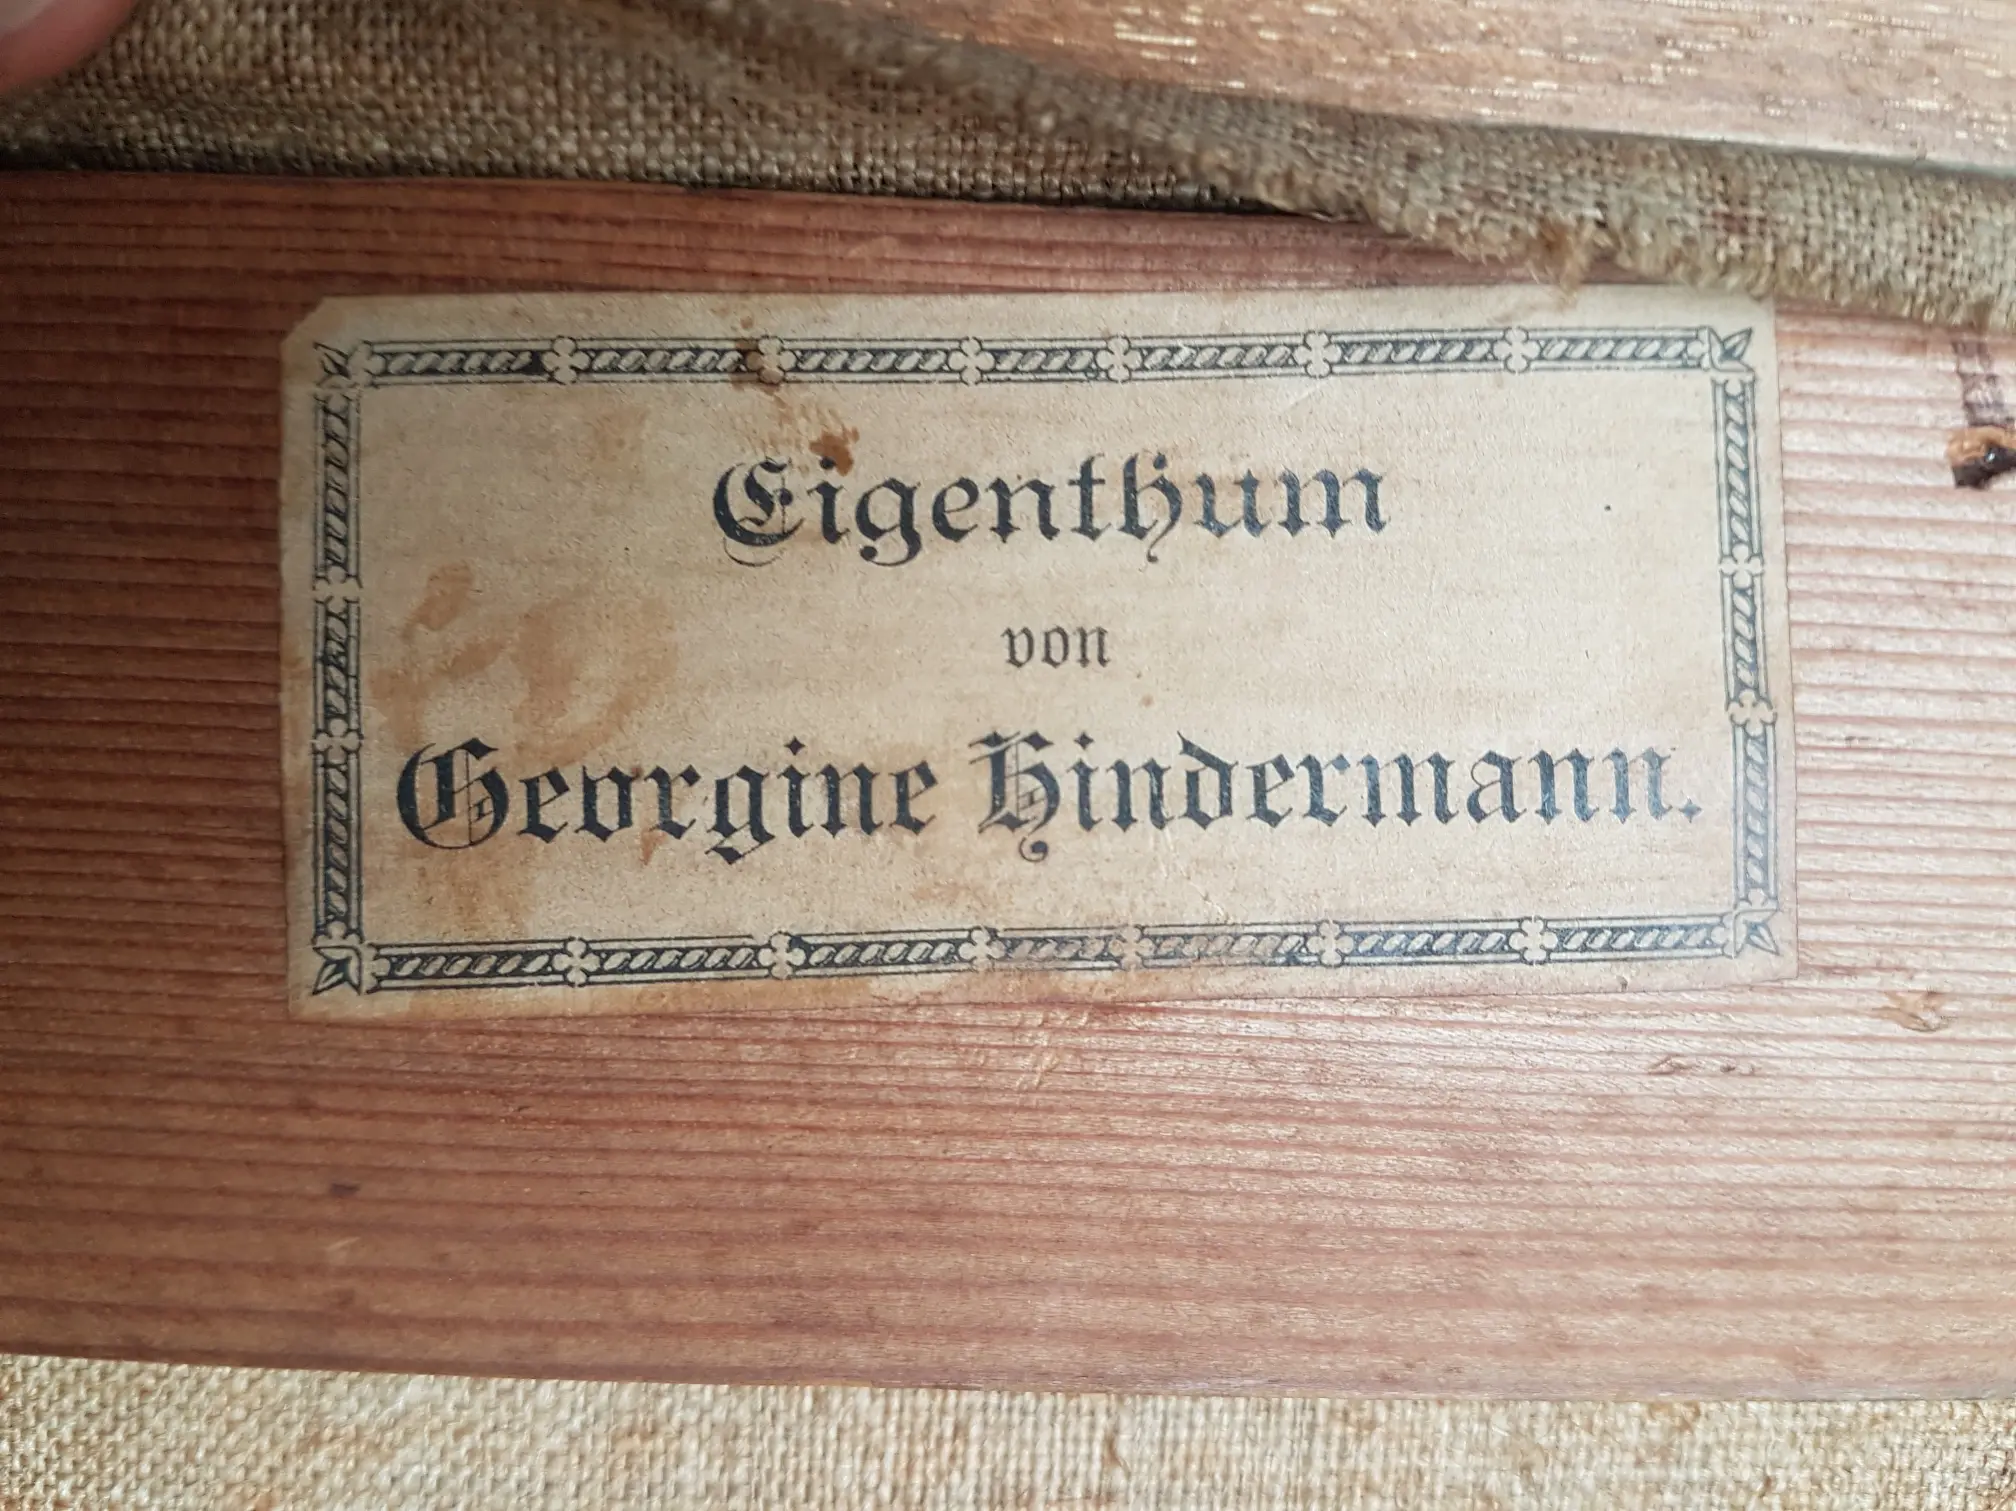 Eigenthum
von
Georgine Hindermann.